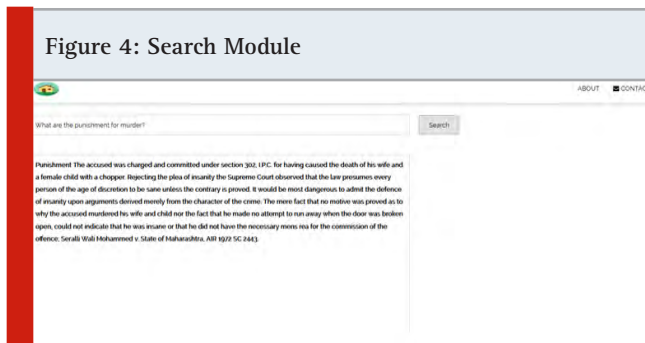 Figure 4: Search Module
ABOUT CONTAC
What are the punishment for murder?
Search
Punishment The accused was charged and committed under section 302, I.P.C. for having caused the death of his wife and
a female child with a chopper. Rejecting the plea of insanity the Supreme Court observed that the law presumes every
person of the age of discretion to be sane unless the contrary is proved. It would be most dangerous to admit the defence
of insanity upon arguments derived merely from the character of the crime. The mere fact that no motive was proved as to
why the accused murdered his wife and child nor the fact that he made no attempt to run away when the door was broken
open, could not indicate that he was insane or that he did not have the necessary mens rea for the commission of the
offence. Seralli Wali Mohammed v. State of Maharashtra, AIR 1972 SC 2443.